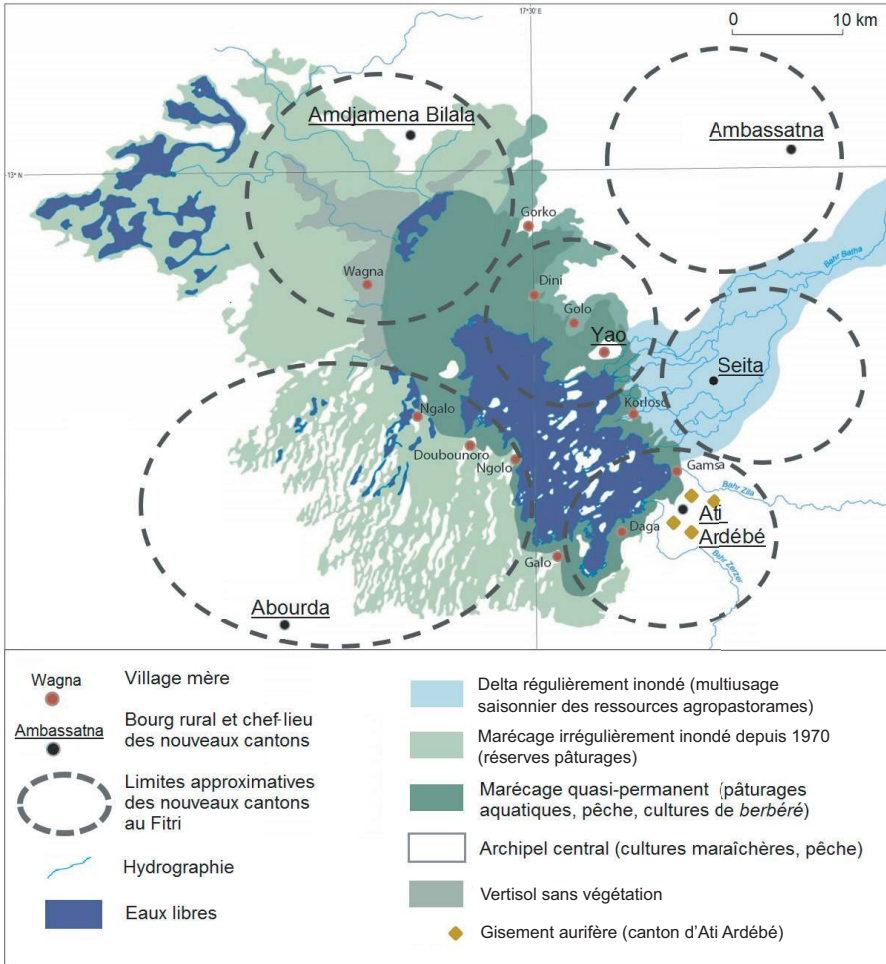 17°30 E
0 10 km
Amdjamena Bilala
Ambassatna
13° N
Gorko
Bahr Batha
Wagna
Dini
Golo
Yao
Seita
Ngalo
Korloso
Doubounoro
Ngolo
Gamsa
Bahr Zila
Ati
Ardébé
Daga
Galo
Bahr Zerzer
Abourda
Wagna
Village mère
Ambassatna
Bourg rural et chef-lieu
des nouveaux cantons
Limites approximatives
des nouveaux cantons
au Fitri
Hydrographie
Eaux libres
Delta régulièrement inondé (multiusage
saisonnier des ressources agropastorames)
Marécage irrégulièrement inondé depuis 1970
(réserves pâturages)
Marécage quasi-permanent (pâturages
aquatiques, pêche, cultures de berbéré)
Archipel central (cultures maraîchères, pêche)
Vertisol sans végétation
Gisement aurifère (canton d'Ati Ardébé)